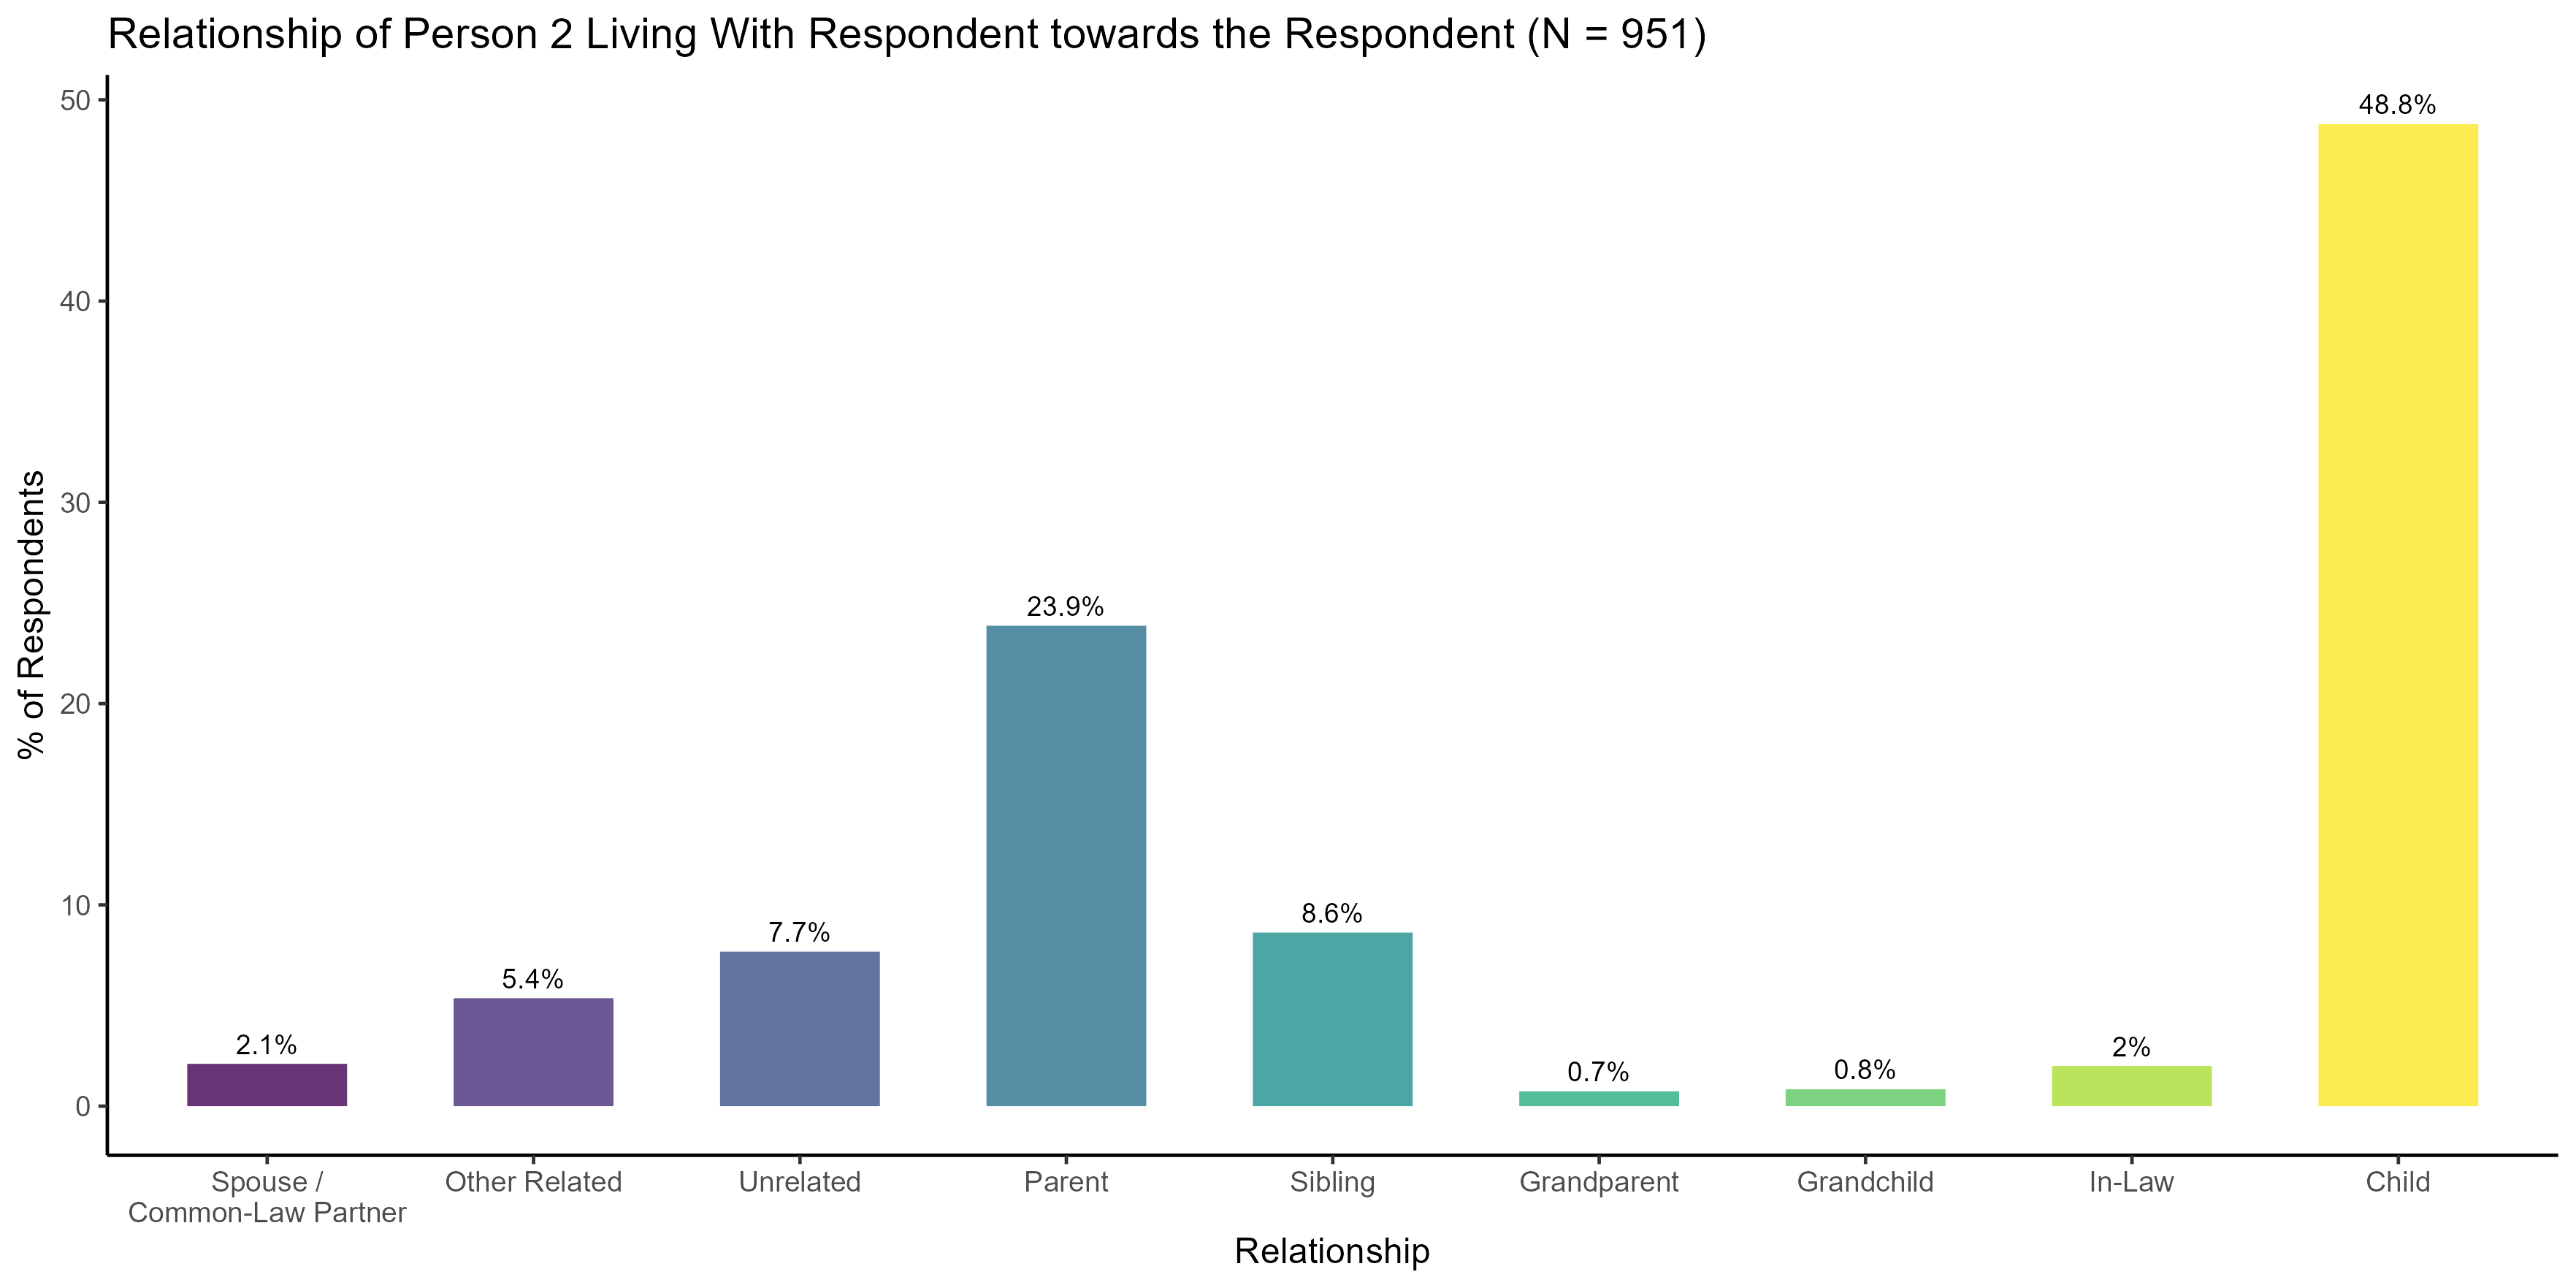 Relationship of Person 2 Living With Respondent towards the Respondent (N = 951)
% of Respondents
50
40
30
20
10
0
2.1%
5.4%
7.7%
23.9%
8.6%
0.7%
0.8%
2%
48.8%
Spouse /
Common-Law Partner
Other Related
Unrelated
Parent
Sibling
Grandparent
Grandchild
In-Law
Child
Relationship